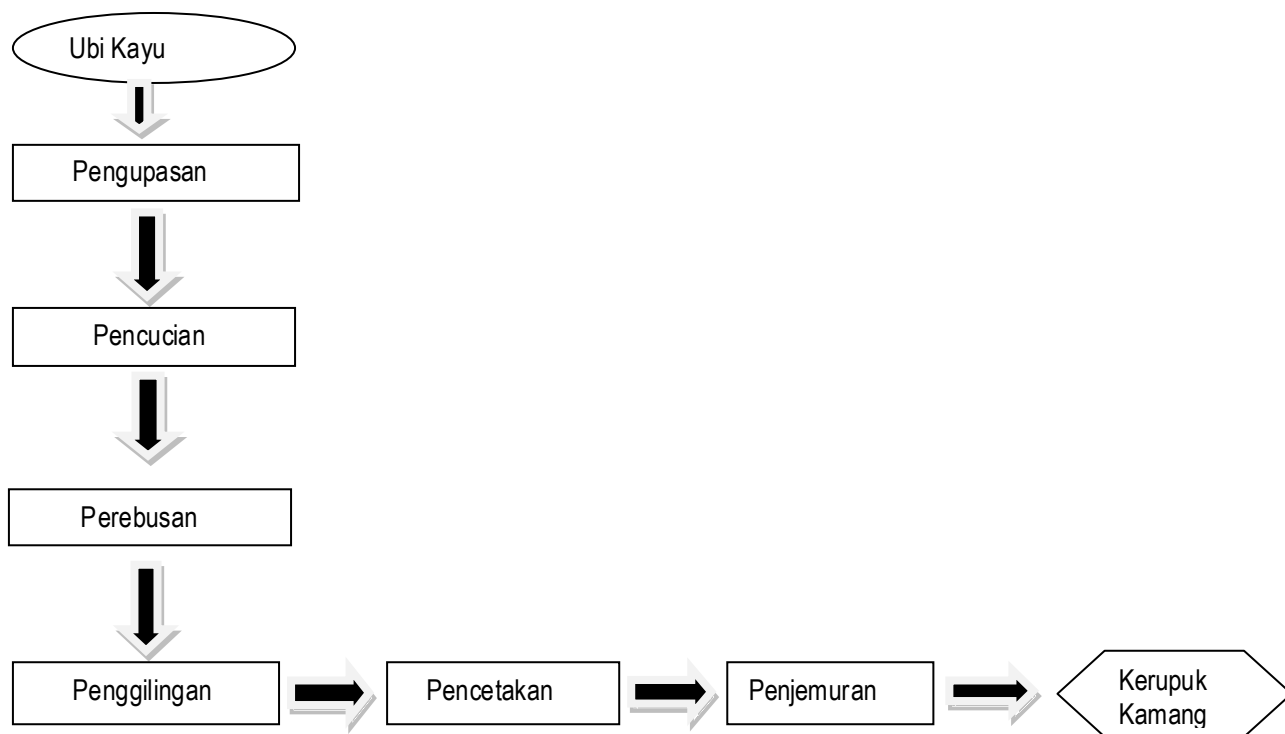 Ubi Kayu
Pengupasan
Pencucian
Perebusan
Penggilingan
Pencetakan
Penjemuran
Kerupuk
Kamang